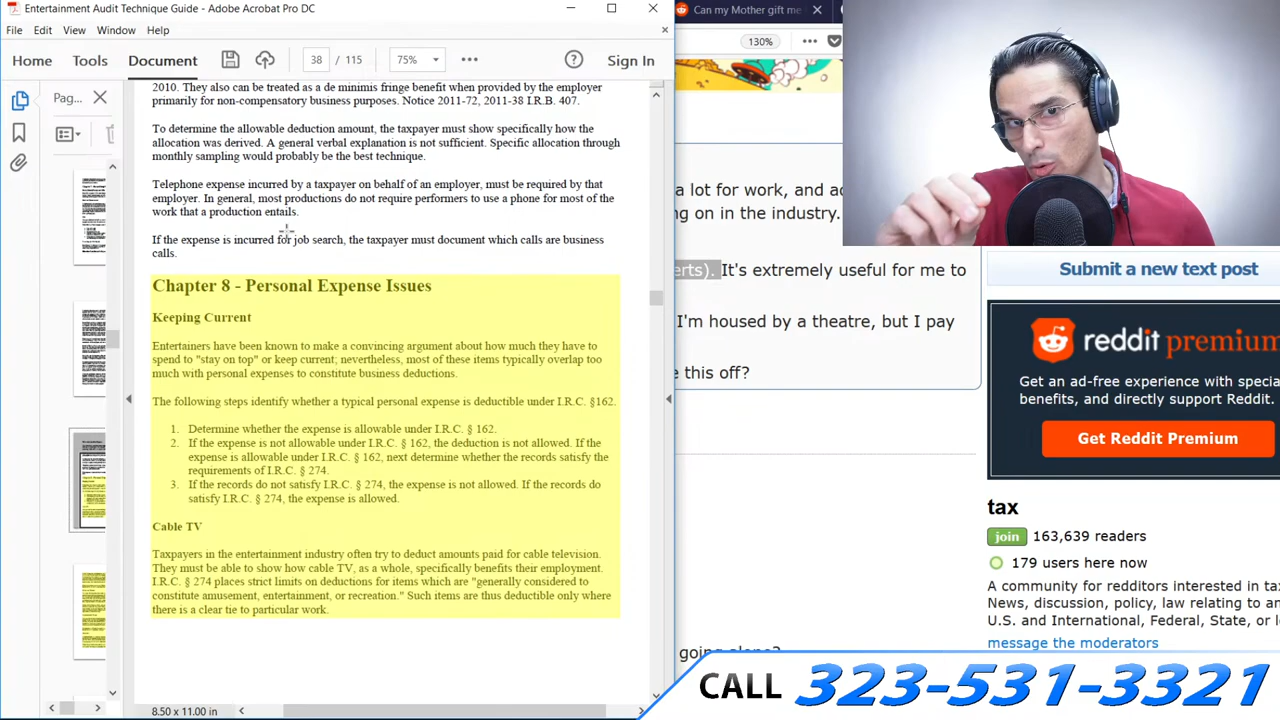 Entertainment Audit Technique Guide - Adobe Acrobat Pro DC
File Edit View Window Help
Home Tools Document 38 / 115 75% Sign In
Pag...
2010. They also can be treated as a de minimis fringe benefit when provided by the employer
primarily for non-compensatory business purposes. Notice 2011-72, 2011-38 I.R.B. 407.
To determine the allowable deduction amount, the taxpayer must show specifically how the
allocation was derived. A general verbal explanation is not sufficient. Specific allocation through
monthly sampling would probably be the best technique.
Telephone expense incurred by a taxpayer on behalf of an employer, must be required by that
employer. In general, most productions do not require performers to use a phone for most of the
work that a production entails.
If the expense is incurred for job search, the taxpayer must document which calls are business
calls.
Chapter 8 - Personal Expense Issues
Keeping Current
Entertainers have been known to make a convincing argument about how much they have to
spend to "stay on top" or keep current, nevertheless, most of these items typically overlap too
much with personal expenses to constitute business deductions.
The following steps identify whether a typical personal expense is deductible under I.R.C. §162.
1. Determine whether the expense is allowable under I.R.C. § 162.
2. If the expense is not allowable under I.R.C. § 162, the deduction is not allowed. If the
expense is allowable under I.R.C. § 162, next determine whether the records satisfy the
requirements of I.R.C. § 274.
3. If the records do not satisfy I.R.C. § 274, the expense is not allowed. If the records do
satisfy I.R.C. § 274, the expense is allowed.
Cable TV
Taxpayers in the entertainment industry often try to deduct amounts paid for cable television.
They must be able to show how cable TV, as a whole, specifically benefits their employment.
I.R.C. § 274 places strict limits on deductions for items which are "generally considered to
constitute amusement, entertainment, or recreation." Such items are thus deductible only where
there is a clear tie to particular work.
8.50 x 11.00 in
Can my Mother gift me
130%
a lot for work, and ac
ng on in the industry.
erts). It's extremely useful for me to
I'm housed by a theatre, but I pay
e this off?
going alone?
Submit a new text post
reddit premium
Get an ad-free experience with specia
benefits, and directly support Reddit.
Get Reddit Premium
tax
join 163,639 readers
179 users here now
A community for redditors interested in ta
News, discussion, policy, law relating to an
U.S. and International, Federal, State, or l
message the moderators
CALL 323-531-3321